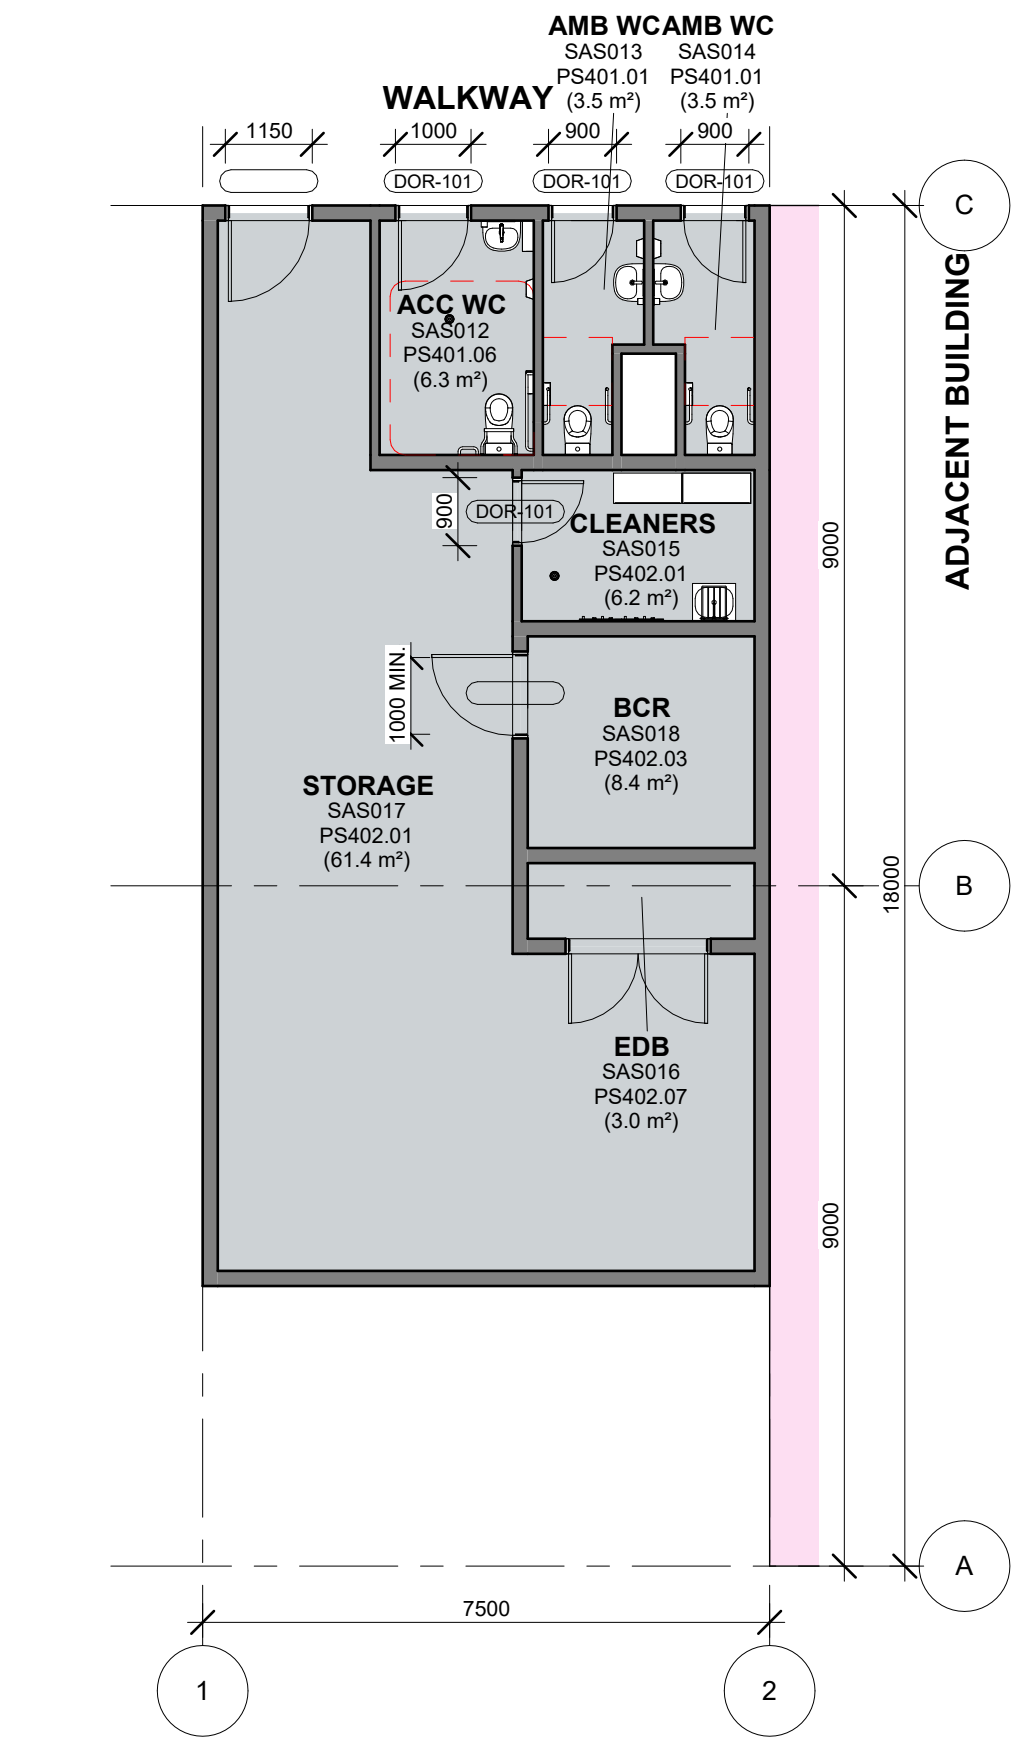 AMB WC
SAS013
PS401.01
(3.5 m²)
AMB WC
SAS014
PS401.01
(3.5 m²)
WALKWAY
1150
1000
900
900
DOR-101
DOR-101
DOR-101
C
ADJACENT BUILDING
ACC WC
SAS012
PS401.06
(6.3 m²)
900
DOR-101
CLEANERS
SAS015
PS402.01
(6.2 m²)
9000
1000 MIN.
BCR
SAS018
PS402.03
(8.4 m²)
STORAGE
SAS017
PS402.01
(61.4 m²)
18000
B
EDB
SAS016
PS402.07
(3.0 m²)
9000
A
7500
1
2